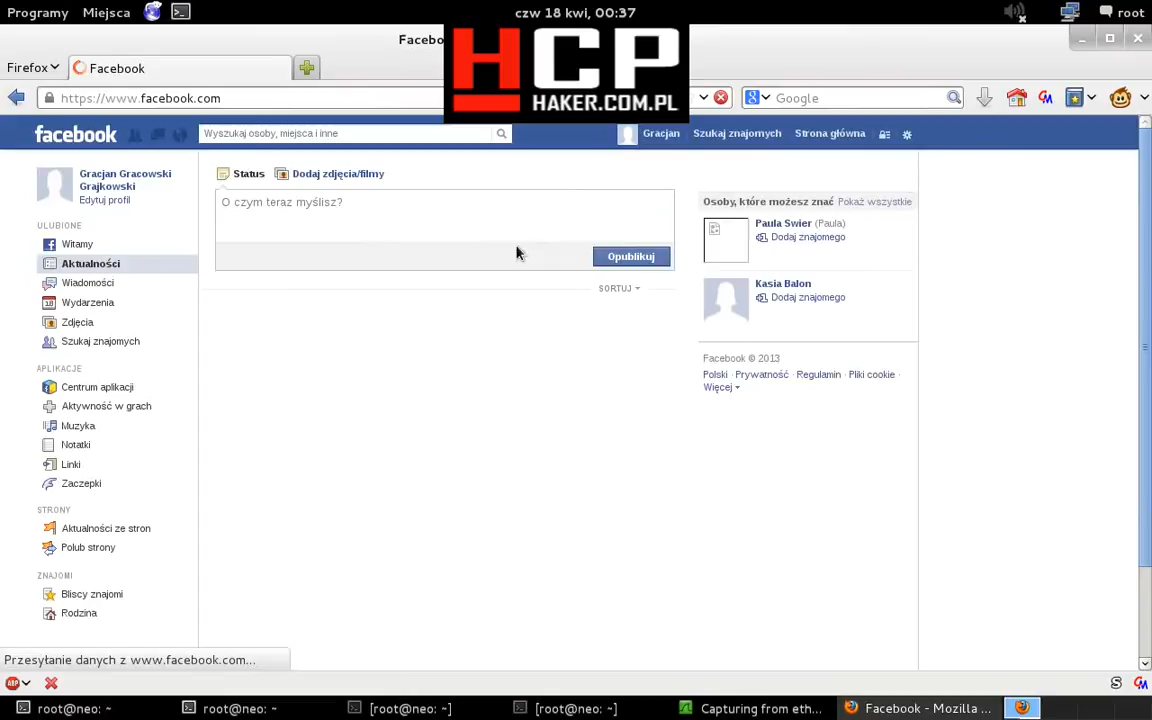 Programy Miejsca czw 18 kwi, 00:37 root
Facebo
HCP
HAKER.COM.PL
Firefox Facebook
https://www.facebook.com Google
facebook Wyszukaj osoby, miejsca i inne Gracjan Szukaj znajomych Strona główna
Gracjan Gracowski
Grajkowski
Edytuj profil
ULUBIONE
Witamy
Aktualności
Wiadomości
Wydarzenia
Zdjęcia
Szukaj znajomych
APLIKACJE
Centrum aplikacji
Aktywność w grach
Muzyka
Notatki
Linki
Zaczepki
STRONY
Aktualności ze stron
Polub strony
ZNAJOMI
Bliscy znajomi
Rodzina
Status Dodaj zdjęcia/filmy
O czym teraz myślisz?
Opublikuj
SORTUJ
Osoby, które możesz znać Pokaż wszystkie
Paula Swier (Paula)
Dodaj znajomego
Kasia Balon
Dodaj znajomego
Facebook © 2013
Polski · Prywatność · Regulamin · Pliki cookie ·
Więcej
Przesyłanie danych z www.facebook.com...
ABP S
root@neo: ~ root@neo: ~ [root@neo: ~] [root@neo: ~] Capturing from eth... Facebook - Mozilla ...